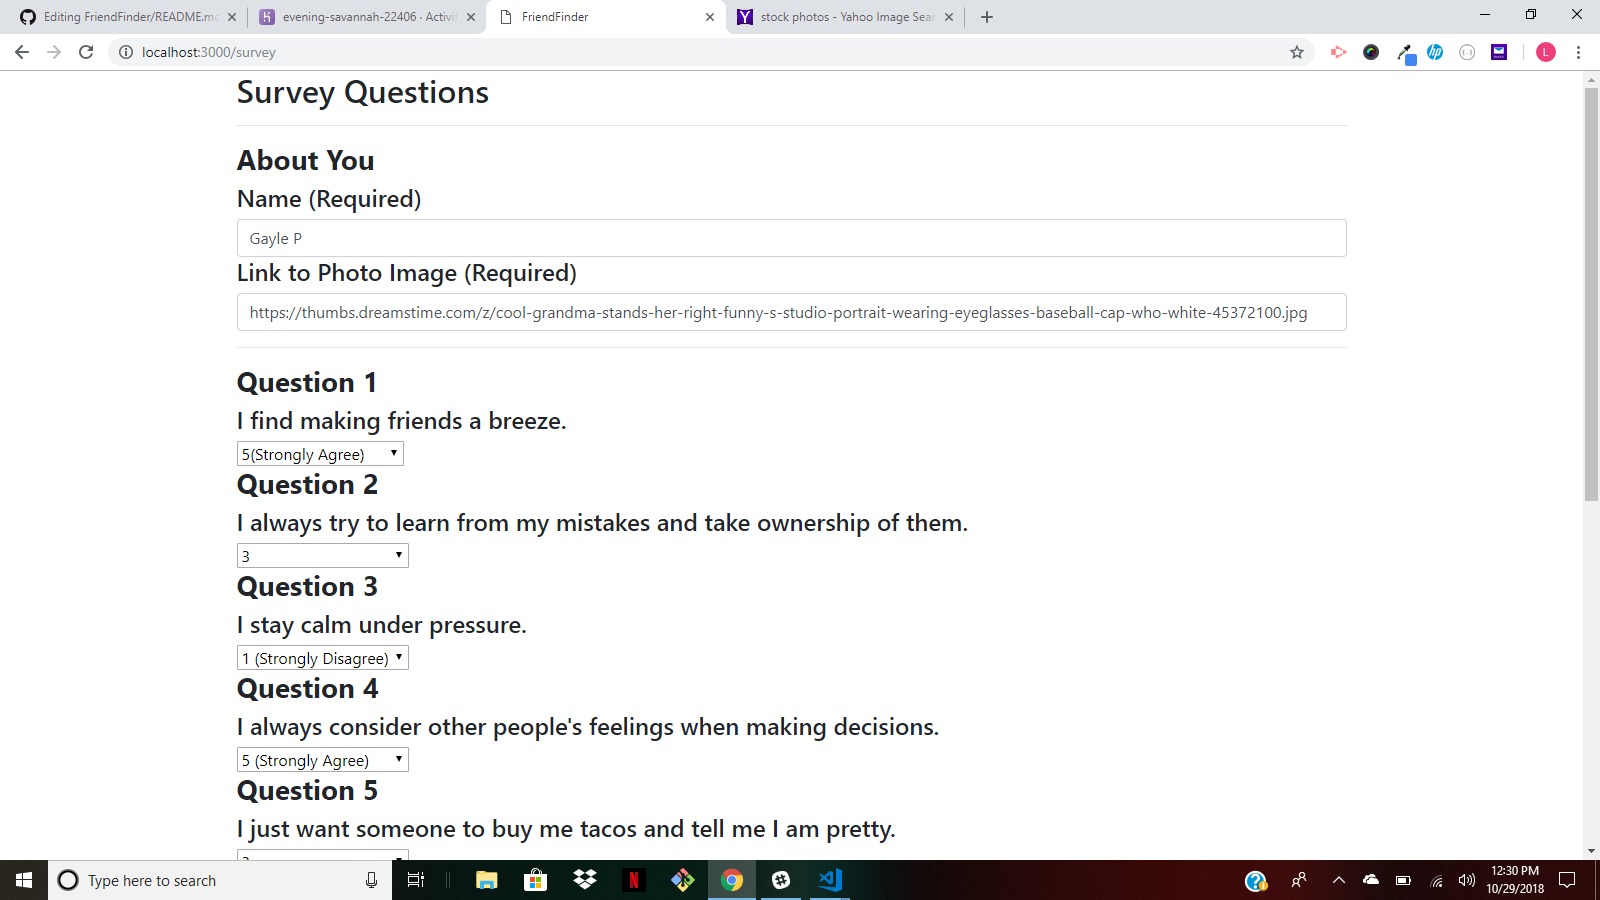 Editing FriendFinder/README.mc
evening-savannah-22406 · Activit
FriendFinder
stock photos - Yahoo Image Sear
localhost:3000/survey
L
Survey Questions
About You
Name (Required)
Gayle P
Link to Photo Image (Required)
https://thumbs.dreamstime.com/z/cool-grandma-stands-her-right-funny-s-studio-portrait-wearing-eyeglasses-baseball-cap-who-white-45372100.jpg
Question 1
I find making friends a breeze.
5(Strongly Agree)
Question 2
I always try to learn from my mistakes and take ownership of them.
3
Question 3
I stay calm under pressure.
1 (Strongly Disagree)
Question 4
I always consider other people's feelings when making decisions.
5 (Strongly Agree)
Question 5
I just want someone to buy me tacos and tell me I am pretty.
Type here to search
12:30 PM
10/29/2018